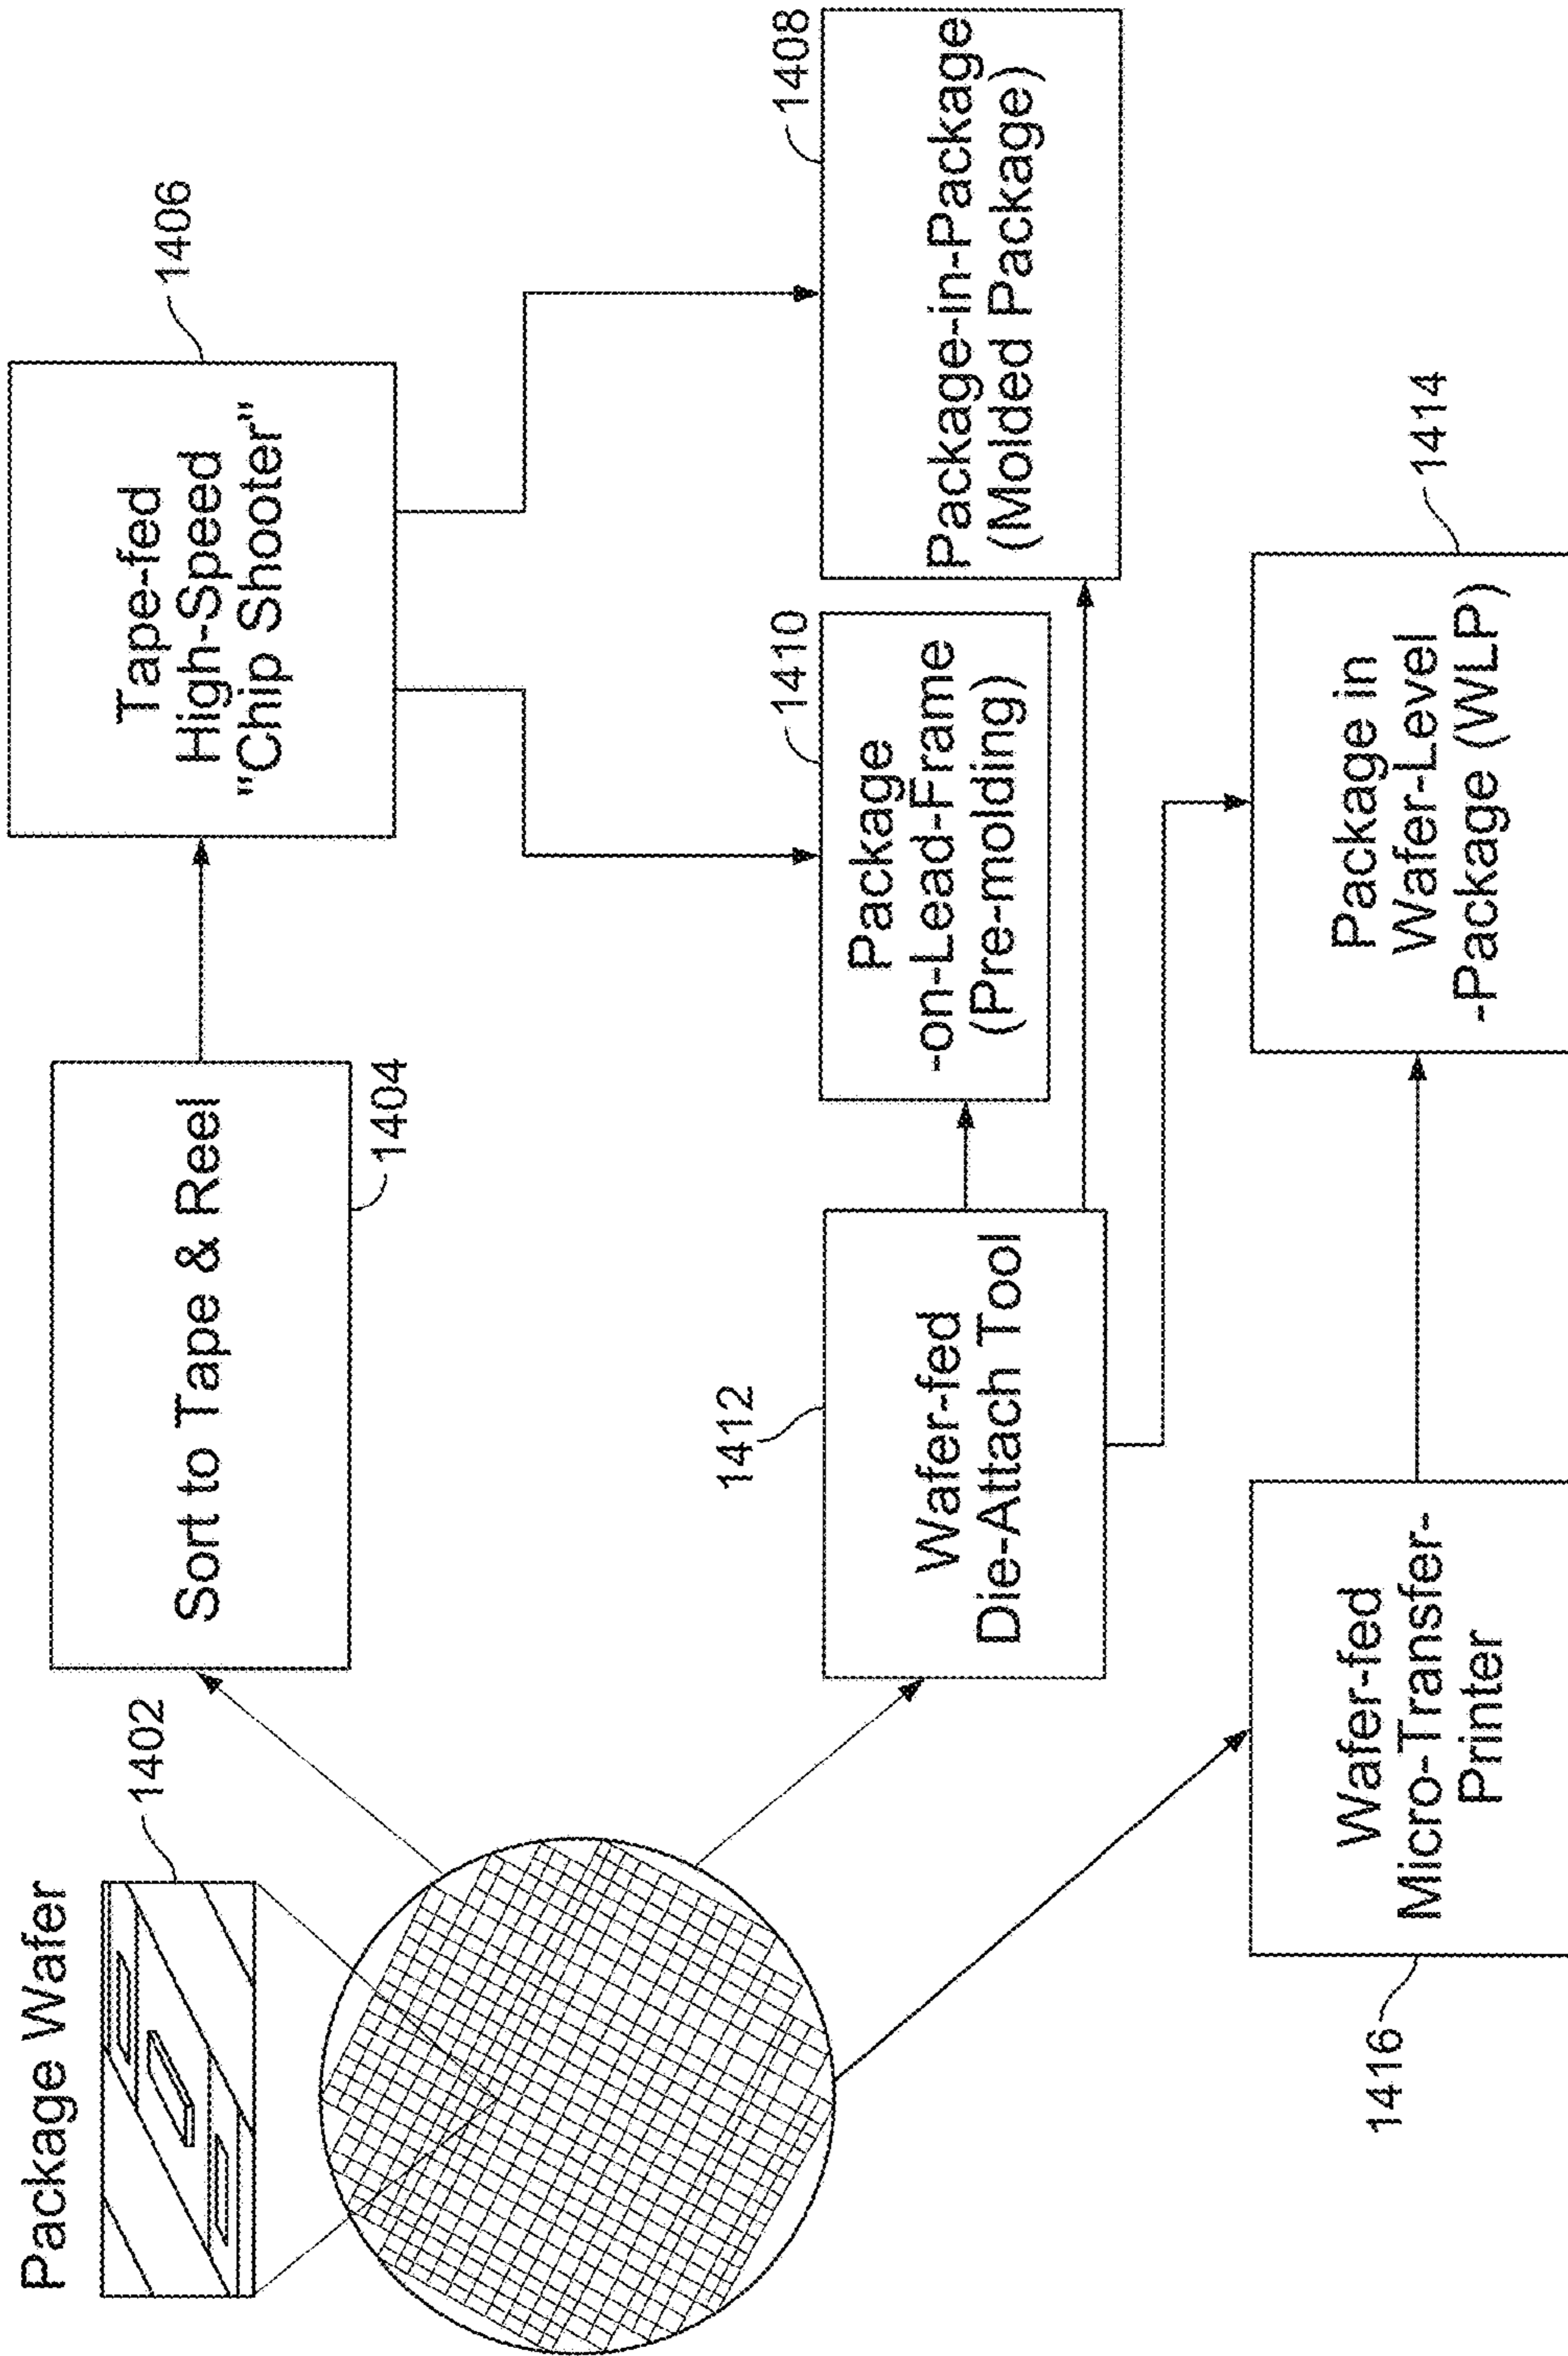 Package Wafer
1402
Sort to Tape & Reel
1404
Tape-fed
High-Speed
"Chip Shooter"
1406
1412
Wafer-fed
Die-Attach Tool
Package
-on-Lead-Frame
(Pre-molding)
1410
Package-in-Package
(Molded Package)
1408
1416
Wafer-fed
Micro-Transfer-
Printer
Package in
Wafer-Level
-Package (WLP)
1414